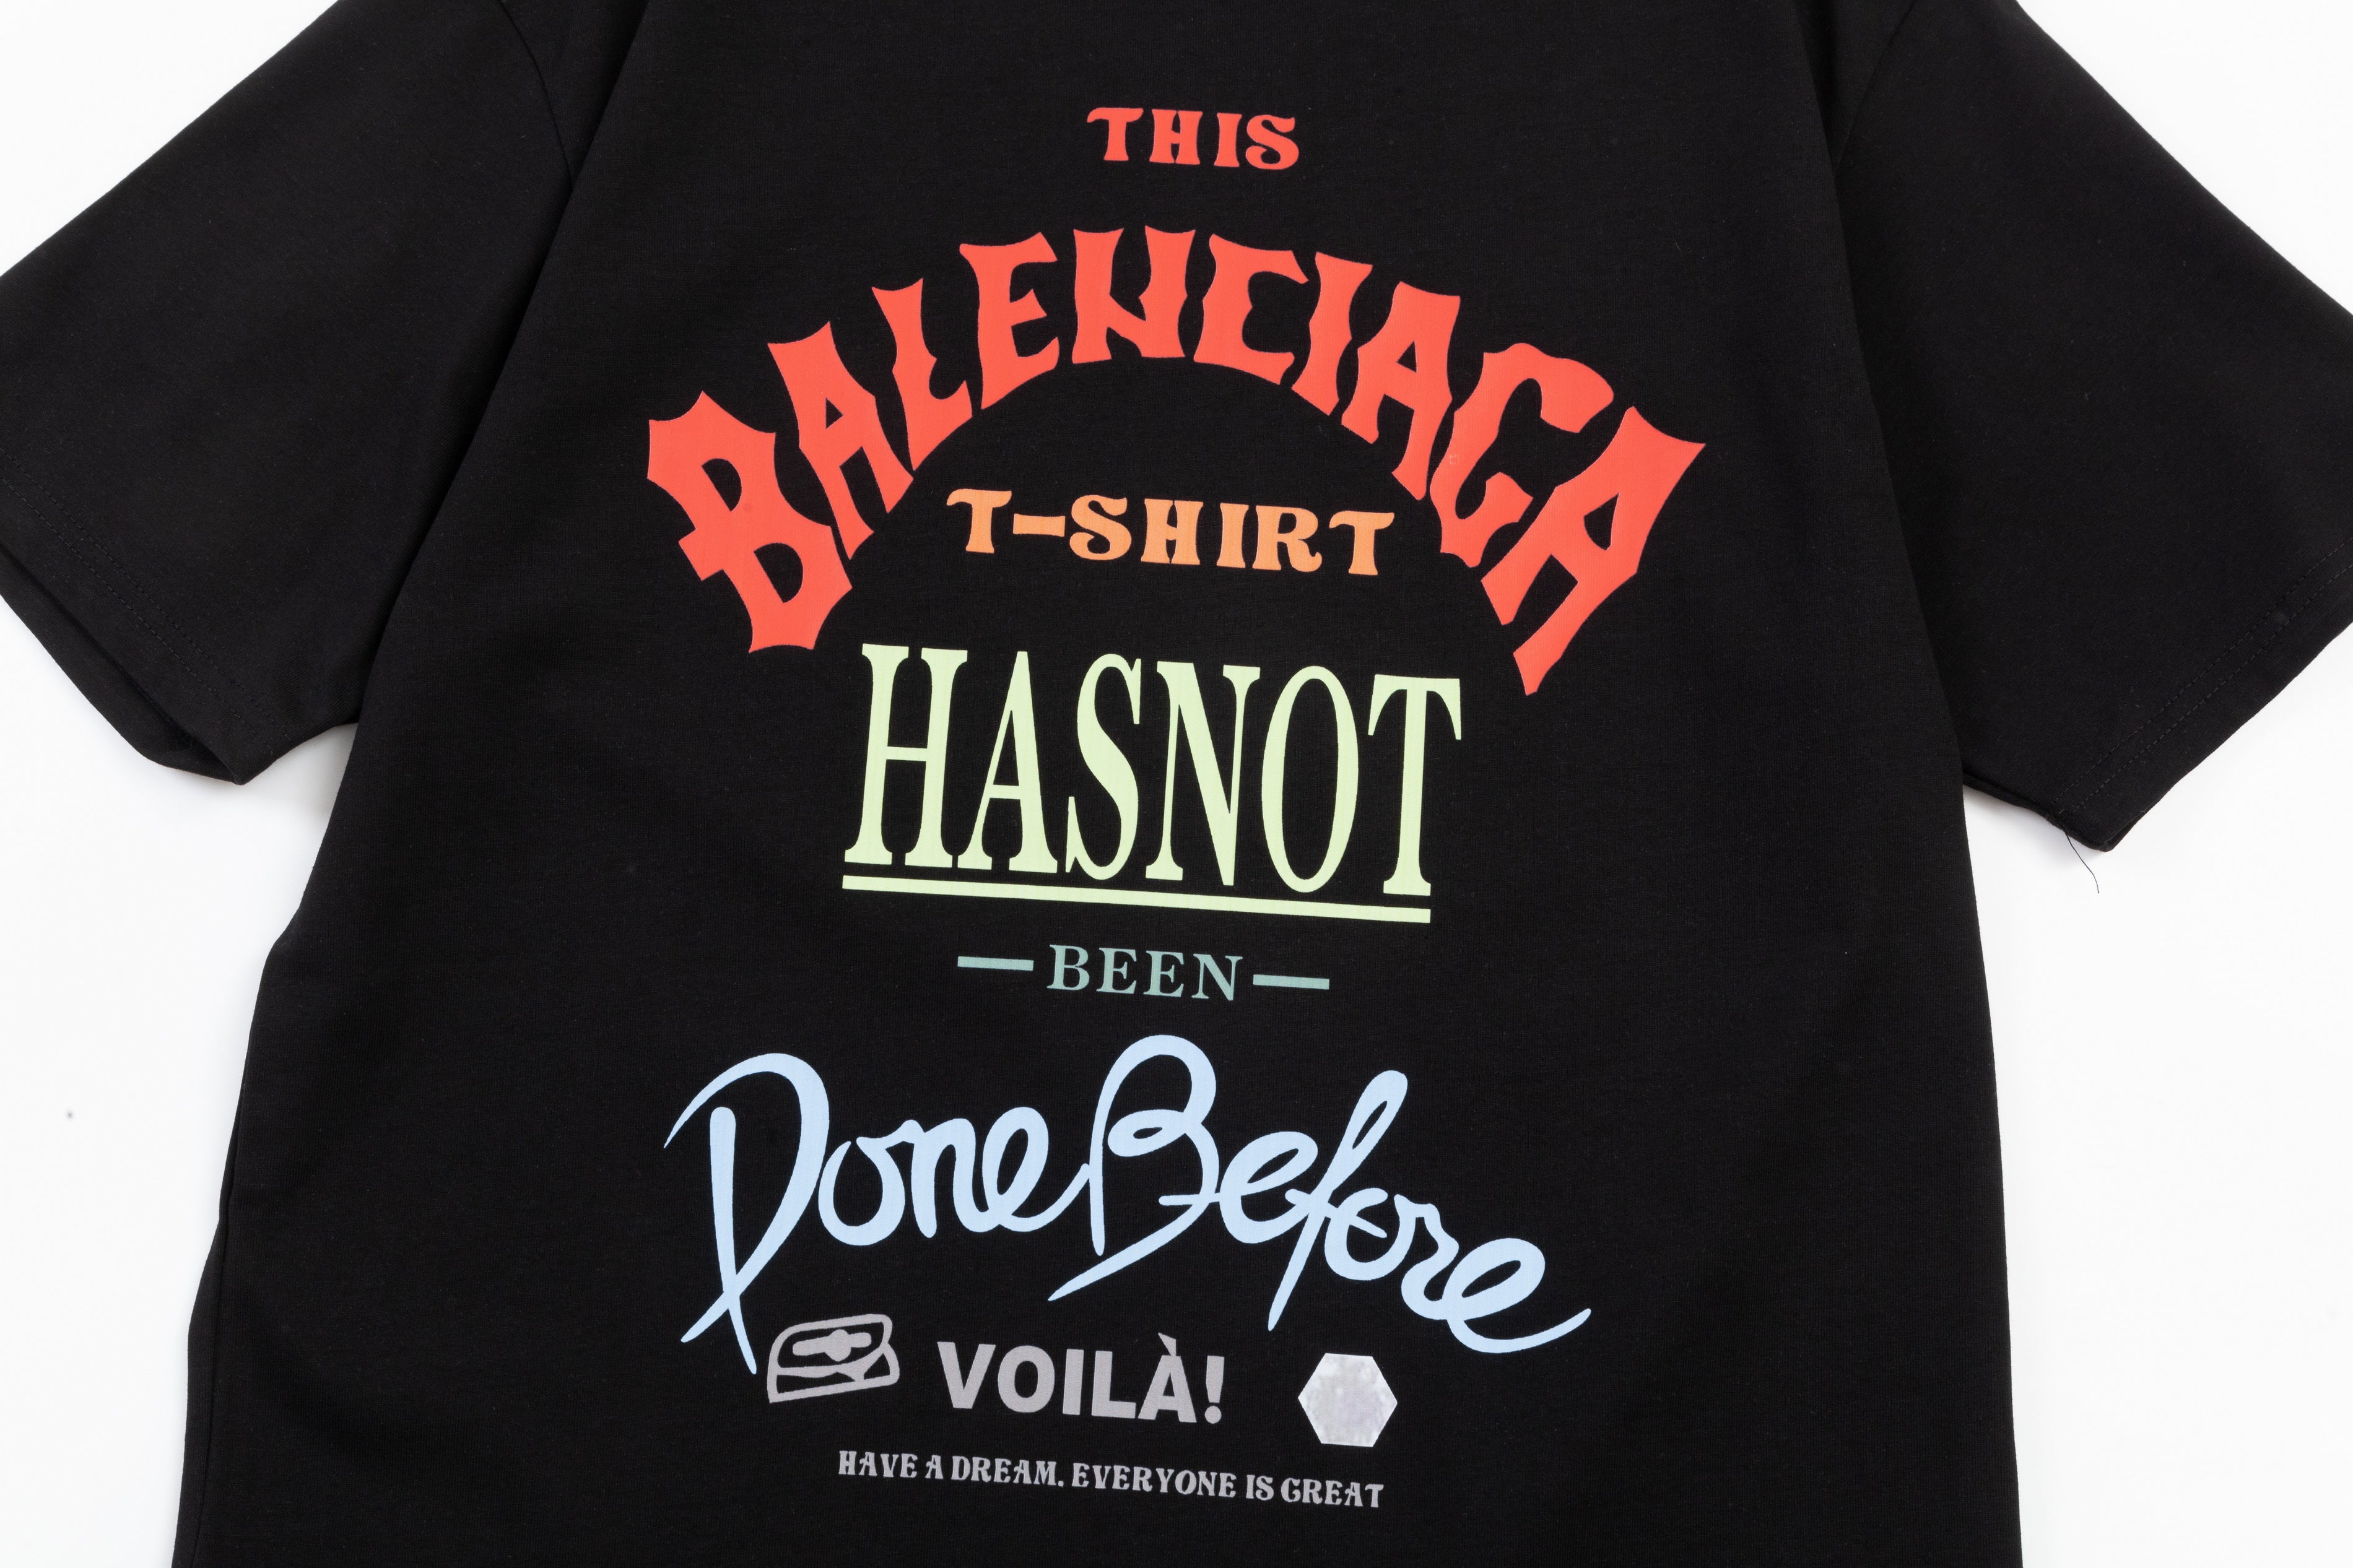 THIS
BALENCIAGA
T-SHIRT
HASNOT
—BEEN—
Done Before
VOILÀ!
HAVE A DREAM. EVERYONE IS GREAT